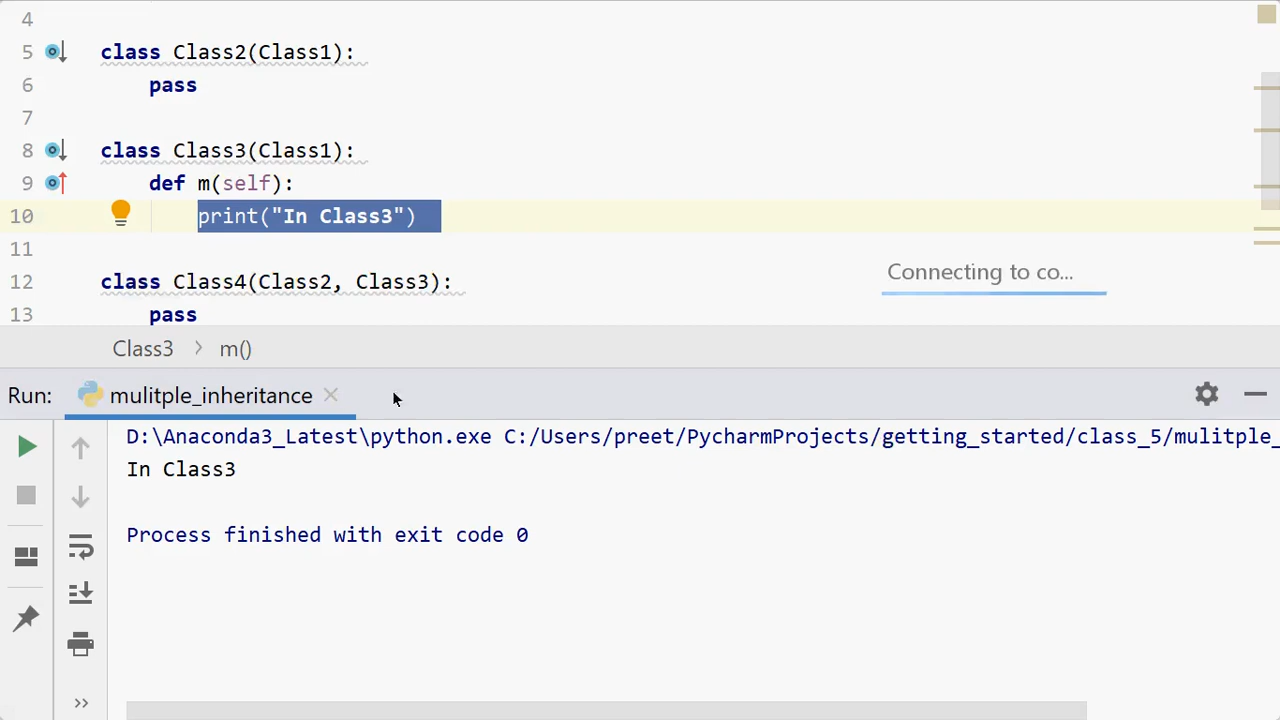 4
5 class Class2(Class1):
6 pass
7
8 class Class3(Class1):
9 def m(self):
10 print("In Class3")
11
12 class Class4(Class2, Class3):
13 pass
Connecting to co...
Class3 > m()
Run: mulitple_inheritance
D:\Anaconda3_Latest\python.exe C:/Users/preet/PycharmProjects/getting_started/class_5/mulitple_
In Class3
Process finished with exit code 0